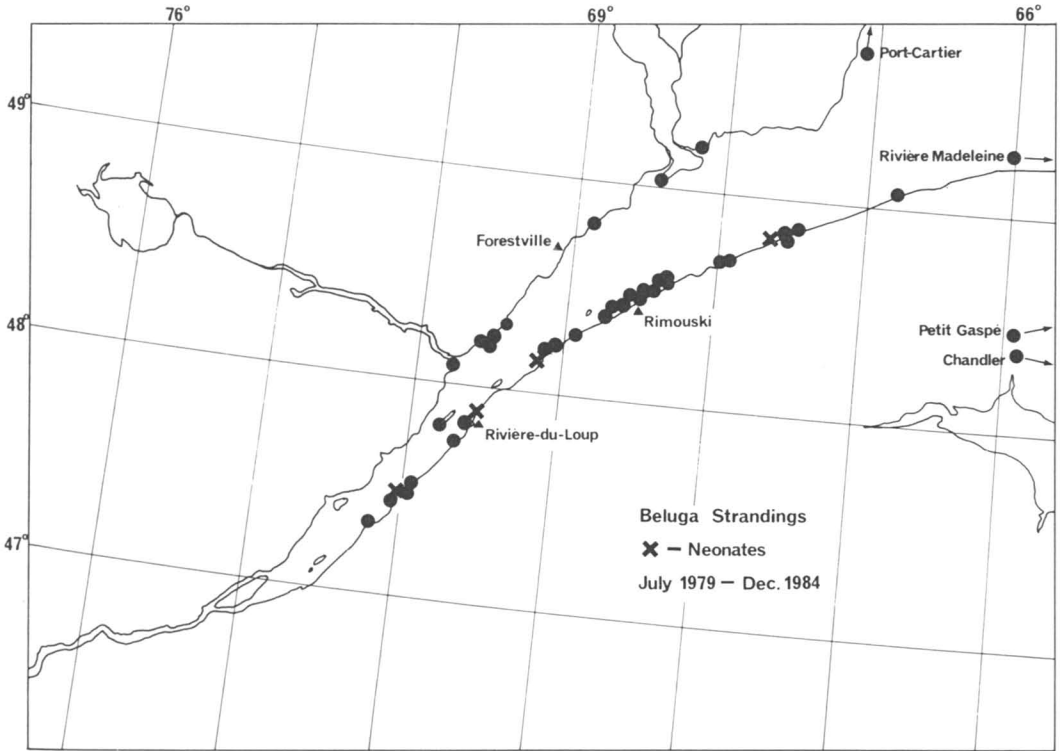 76°
69°
66°
Port-Cartier
49°
Rivière Madeleine
Forestville
Rimouski
48°
Petit Gaspé
Chandler
Rivière-du-Loup
Beluga Strandings
✕ – Neonates
47°
July 1979 – Dec. 1984